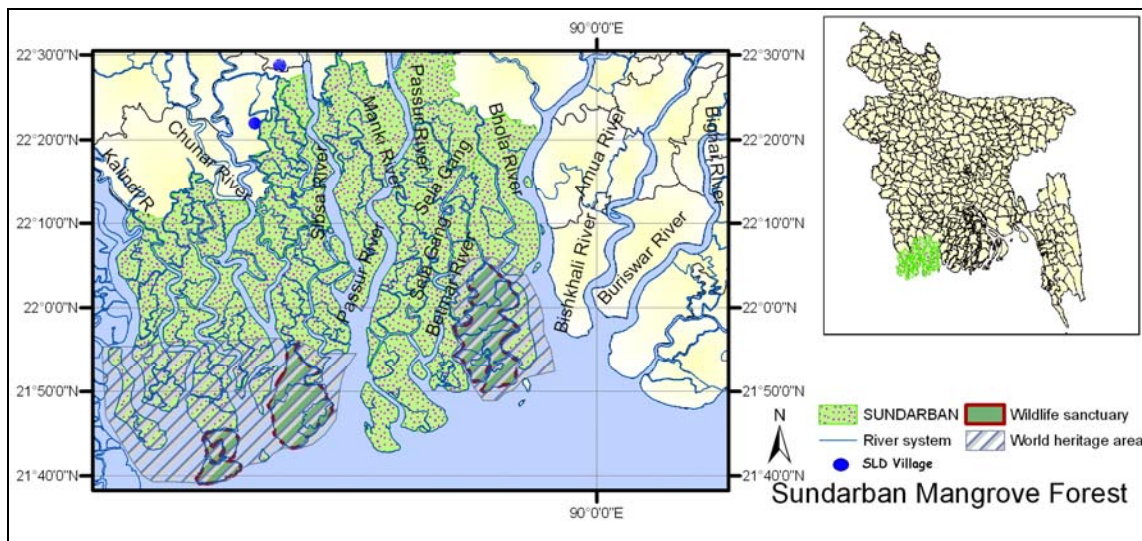 90°0'0"E
22°30'0"N
22°30'0"N
22°20'0"N
22°20'0"N
22°10'0"N
22°10'0"N
22°0'0"N
22°0'0"N
21°50'0"N
21°50'0"N
21°40'0"N
21°40'0"N
90°0'0"E
Kalindi R
Chunar River
Sibsa River
Manki River
Passur River
Passur River
Sela Gang
Sela Gang
Bhola River
Betmar River
Bishkhali River
Amua River
Buriswar River
Bighai River
N
SUNDARBAN
Wildlife sanctuary
River system
World heritage area
SLD Village
Sundarban Mangrove Forest